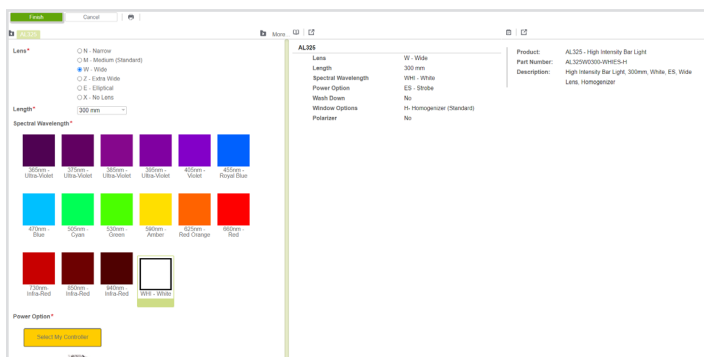 Finish Cancel
AL325 More
Lens*
N - Narrow
M - Medium (Standard)
W - Wide
Z - Extra Wide
E - Elliptical
X - No Lens
Length* 300 mm
Spectral Wavelength*
365nm - Ultra-Violet
375nm - Ultra-Violet
385nm - Ultra-Violet
395nm - Ultra-Violet
405nm - Violet
455nm - Royal Blue
470nm - Blue
505nm - Cyan
530nm - Green
590nm - Amber
625nm - Red Orange
660nm - Red
730nm- Infra-Red
850nm - Infra-Red
940nm - Infra-Red
WHI - White
Power Option*
Select My Controller
AL325
Lens W - Wide
Length 300 mm
Spectral Wavelength WHI - White
Power Option ES - Strobe
Wash Down No
Window Options H- Homogenizer (Standard)
Polarizer No
Product: AL325 - High Intensity Bar Light
Part Number: AL325W0300-WHIES-H
Description: High Intensity Bar Light, 300mm, White, ES, Wide
Lens, Homogenizer